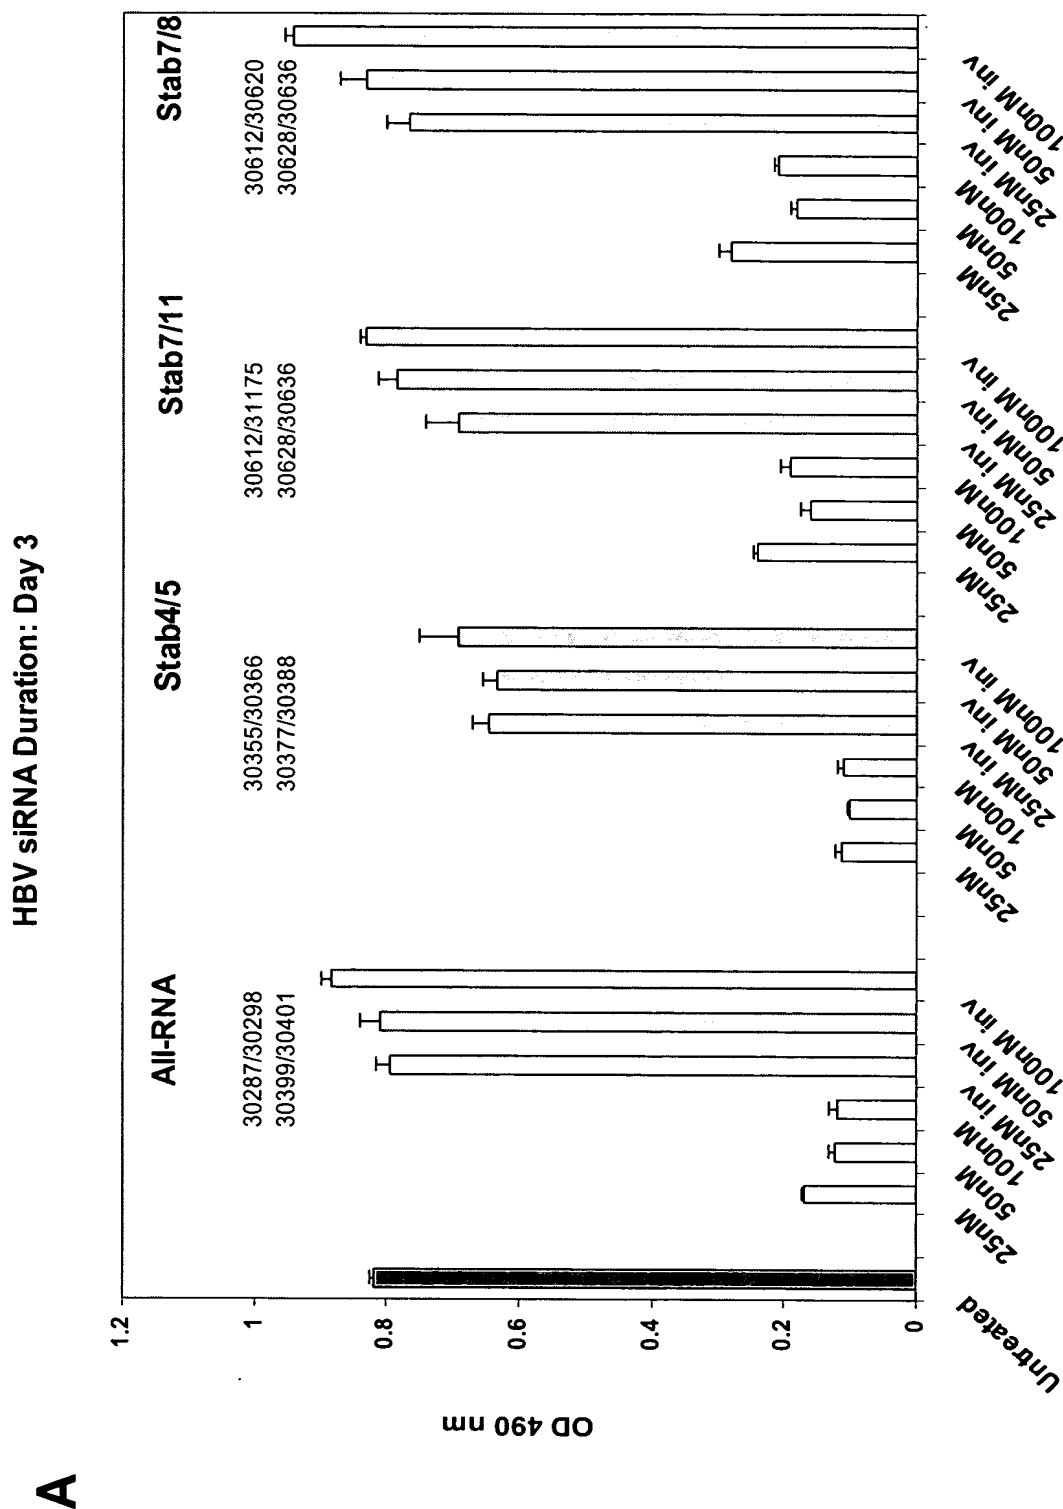 A
HBV siRNA Duration: Day 3
All-RNA
30287/30298
30399/30401
Stab4/5
30355/30366
30377/30388
Stab7/11
30612/31175
30628/30636
Stab7/8
30612/30620
30628/30636
OD 490 nm
1.2
1
0.8
0.6
0.4
0.2
0
Untreated
25nM
50nM
100nM
25nM inv
50nM inv
100nM inv
25nM
50nM
100nM
25nM inv
50nM inv
100nM inv
25nM
50nM
100nM
25nM inv
50nM inv
100nM inv
25nM
50nM
100nM
25nM inv
50nM inv
100nM inv